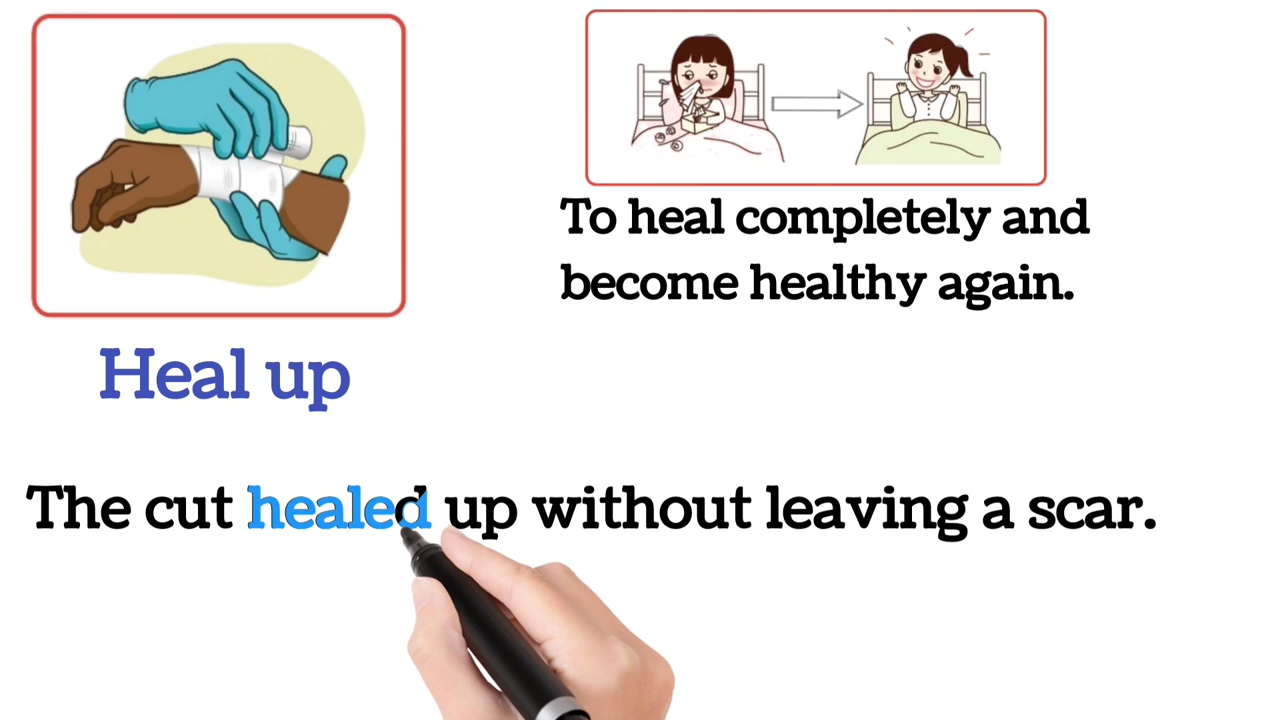 To heal completely and
become healthy again.
Heal up
The cut healed up without leaving a scar.